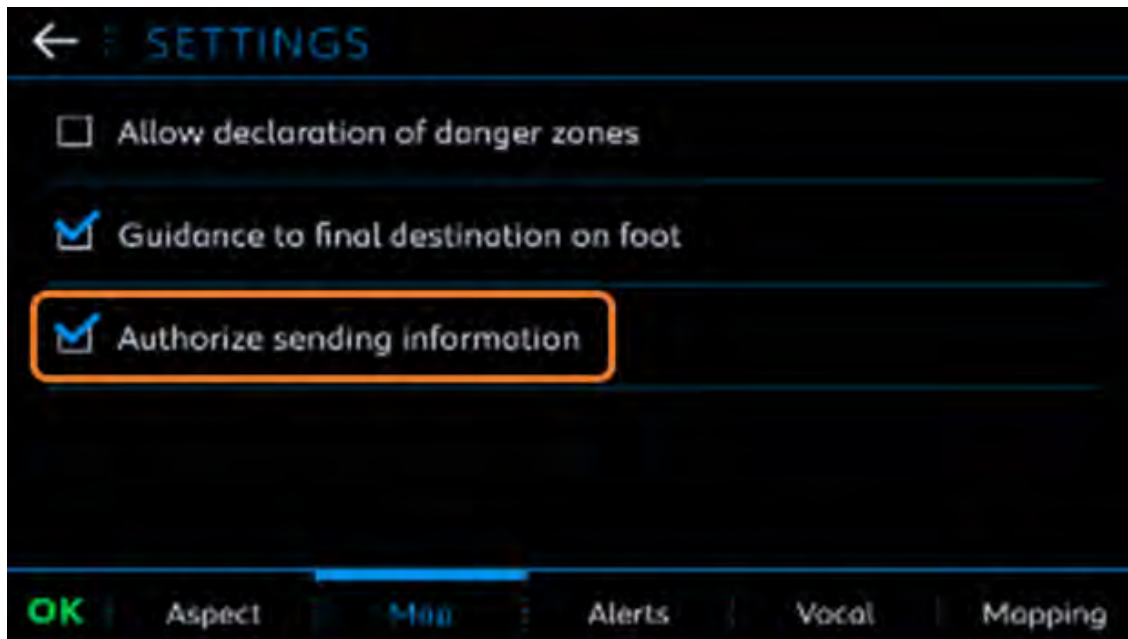 SETTINGS
Allow declaration of danger zones
Guidance to final destination on foot
Authorize sending information
OK Aspect Map Alerts Vocal Mapping